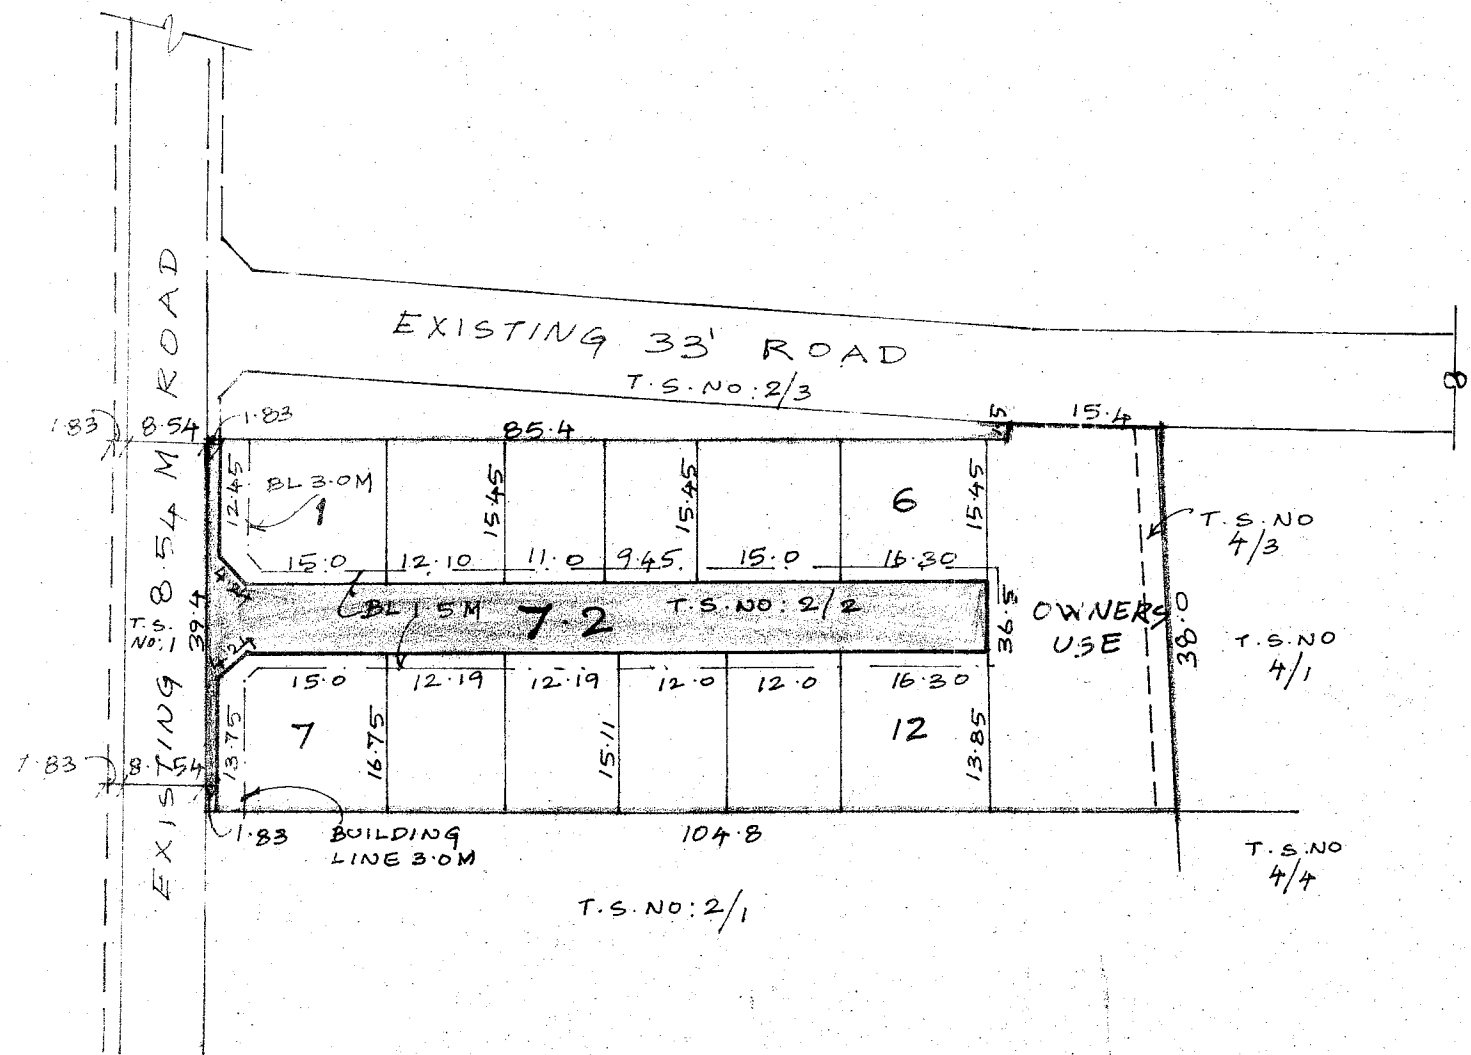 EXISTING 33' ROAD
T.S.NO:2/3
EXISTING 8.54 M ROAD
1.83
8.54
1.83
85.4
1.5
15.4
8
12.45
BL 3.0M
1
15.45
15.45
6
15.45
T.S.NO
4/3
15.0
12.10
11.0
9.45
15.0
16.30
4.2
BL 1.5M
7.2
T.S.NO:2/2
36.5
OWNERS
USE
38.0
T.S.
NO:1
39.4
T.S.NO
4/1
4.2
15.0
12.19
12.19
12.0
12.0
16.30
13.75
7
16.75
15.11
12
13.85
1.83
8.54
1.83
BUILDING
LINE 3.0M
104.8
T.S.NO
4/4
T.S.NO:2/1